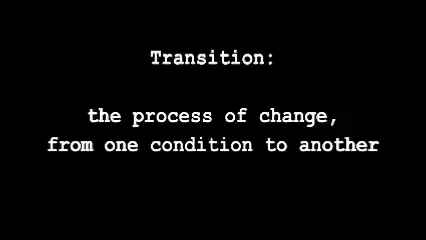 Transition:
the process of change,
from one condition to another